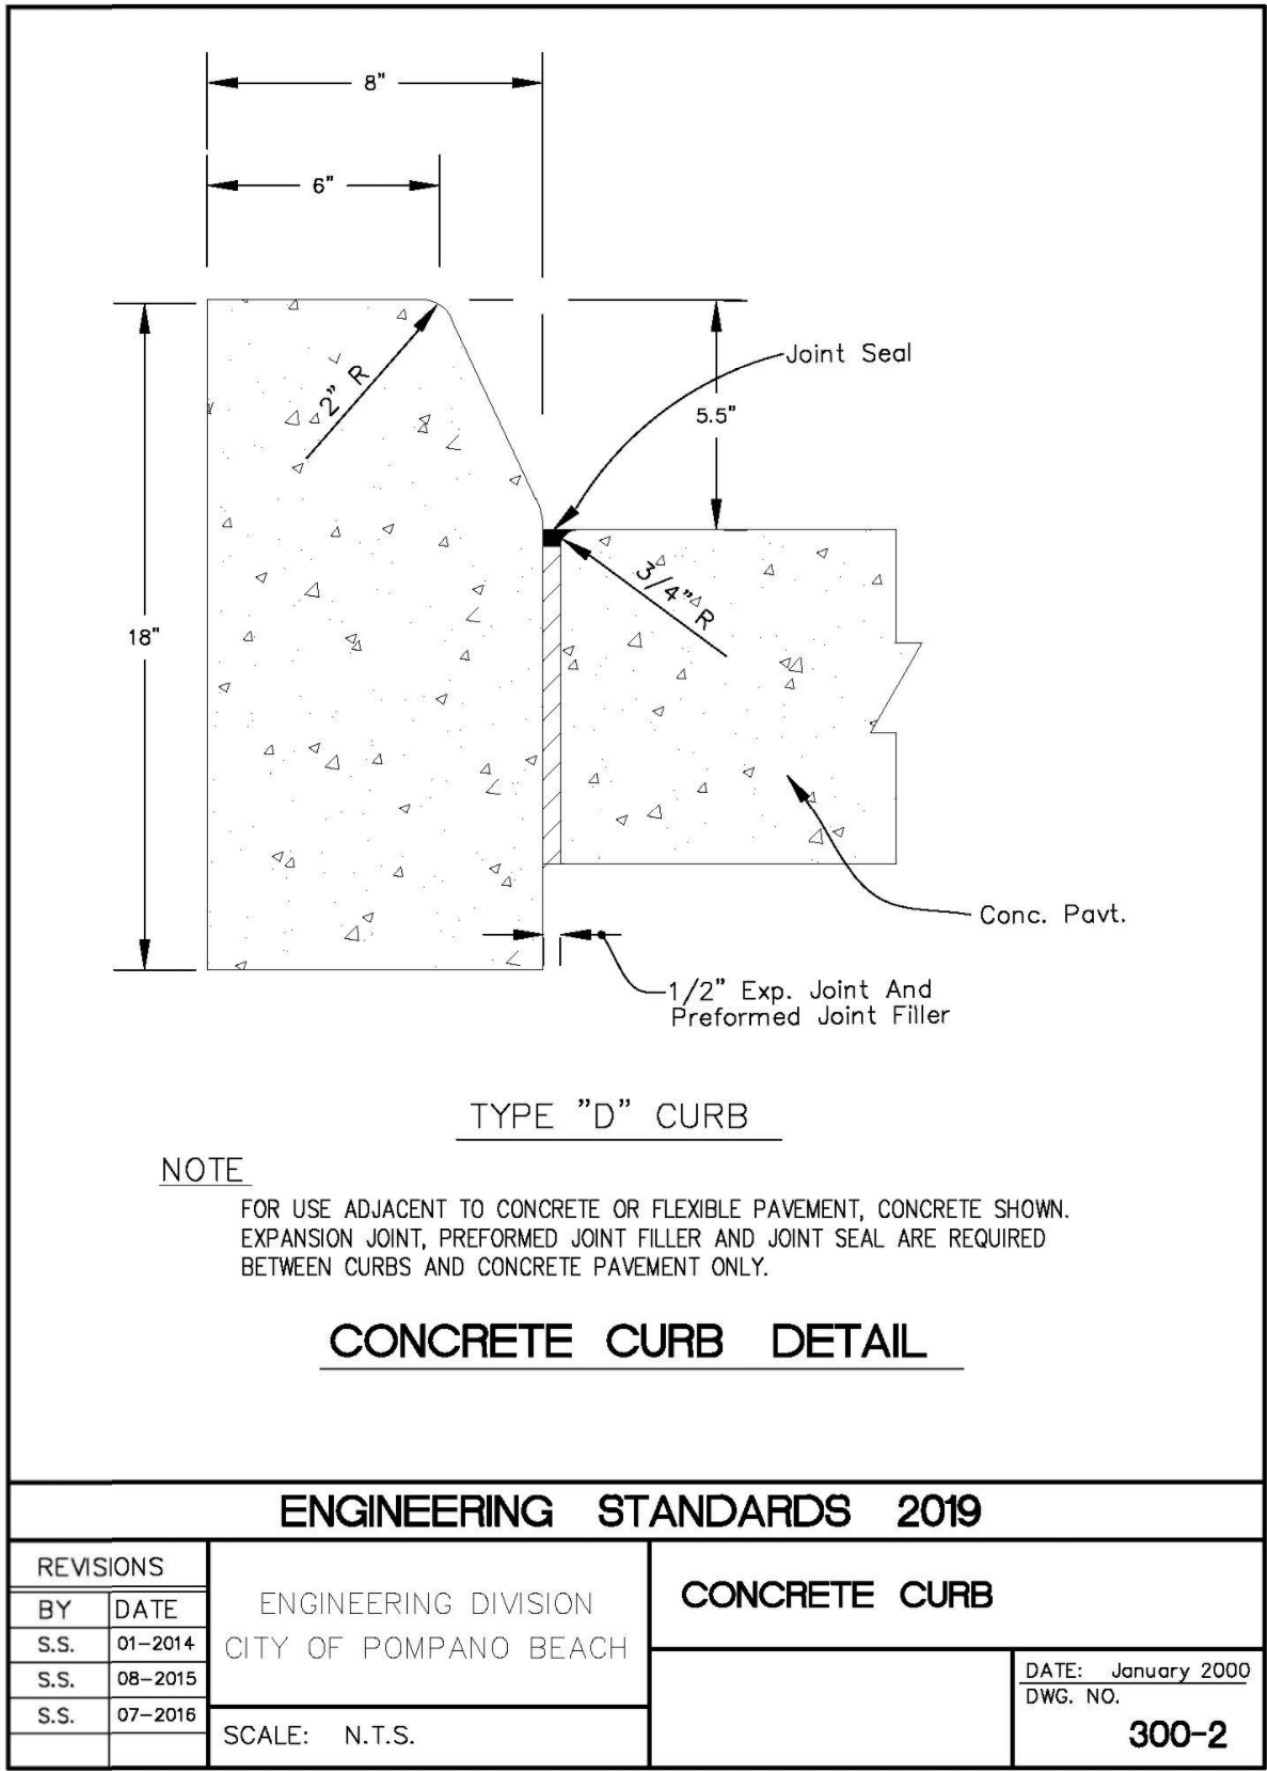 8"
6"
2" R
Joint Seal
5.5"
3/4" R
18"
Conc. Pavt.
1/2" Exp. Joint And
Preformed Joint Filler
TYPE "D" CURB
NOTE
FOR USE ADJACENT TO CONCRETE OR FLEXIBLE PAVEMENT, CONCRETE SHOWN.
EXPANSION JOINT, PREFORMED JOINT FILLER AND JOINT SEAL ARE REQUIRED
BETWEEN CURBS AND CONCRETE PAVEMENT ONLY.
CONCRETE CURB DETAIL
ENGINEERING STANDARDS 2019
REVISIONS
BY DATE
S.S. 01-2014
S.S. 08-2015
S.S. 07-2016
ENGINEERING DIVISION
CITY OF POMPANO BEACH
SCALE: N.T.S.
CONCRETE CURB
DATE: January 2000
DWG. NO.
300-2